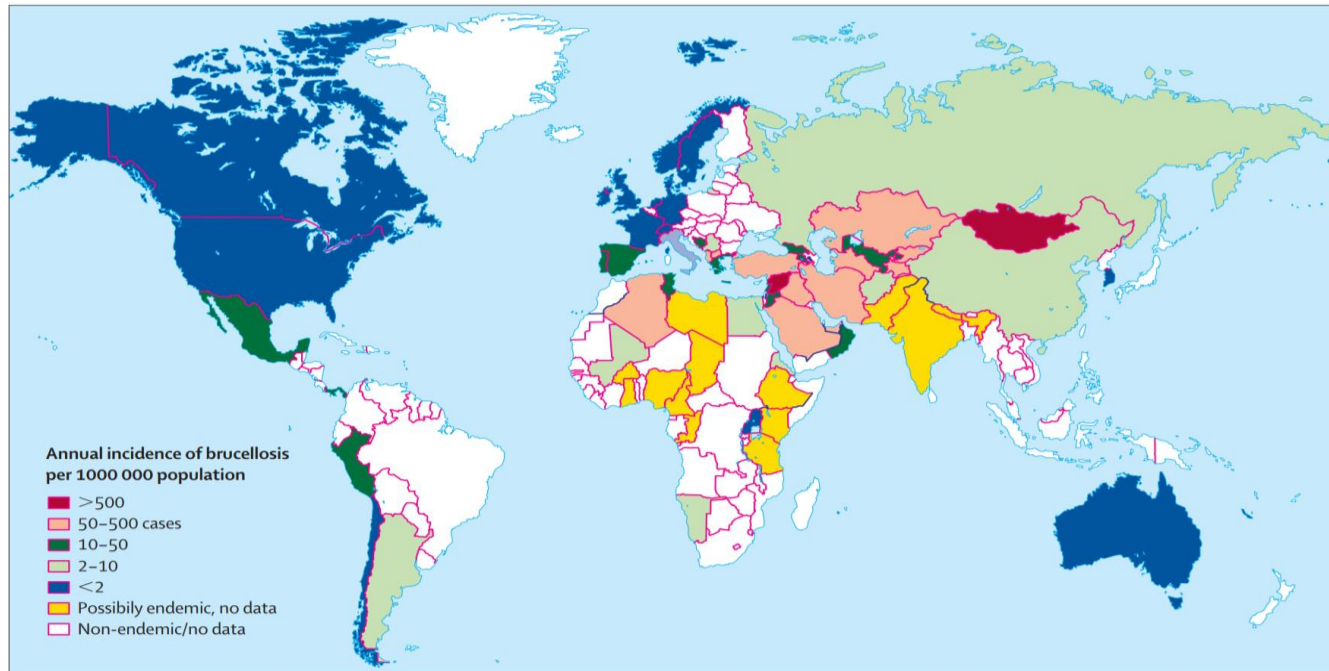 Annual incidence of brucellosis
per 1000 000 population
>500
50–500 cases
10–50
2–10
<2
Possibily endemic, no data
Non-endemic/no data